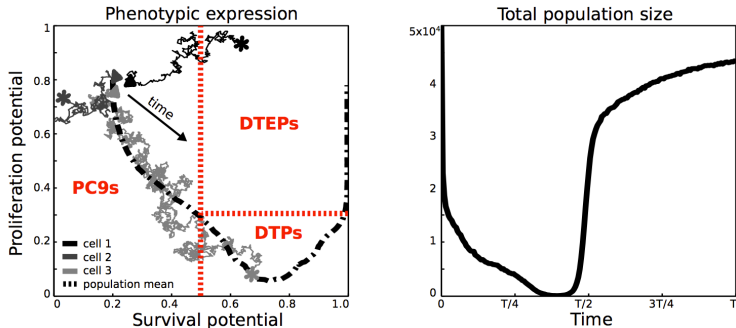 Phenotypic expression
Proliferation potential
1
0.8
0.6
0.4
0.2
0
time
DTEPs
PC9s
DTPs
cell 1
cell 2
cell 3
population mean
0 0.2 0.4 0.6 0.8 1.0
Survival potential
Total population size
5x10⁴
4
3
2
1
0
0 T/4 T/2 3T/4 T
Time